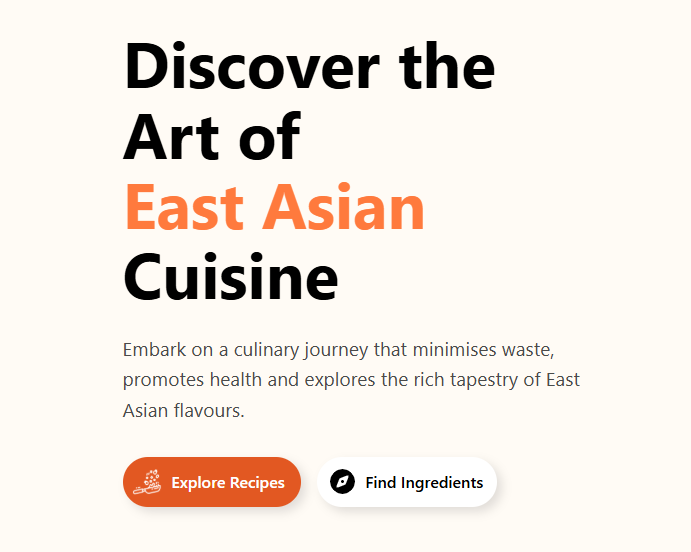 Discover the
Art of
East Asian
Cuisine
Embark on a culinary journey that minimises waste,
promotes health and explores the rich tapestry of East
Asian flavours.
Explore Recipes
Find Ingredients